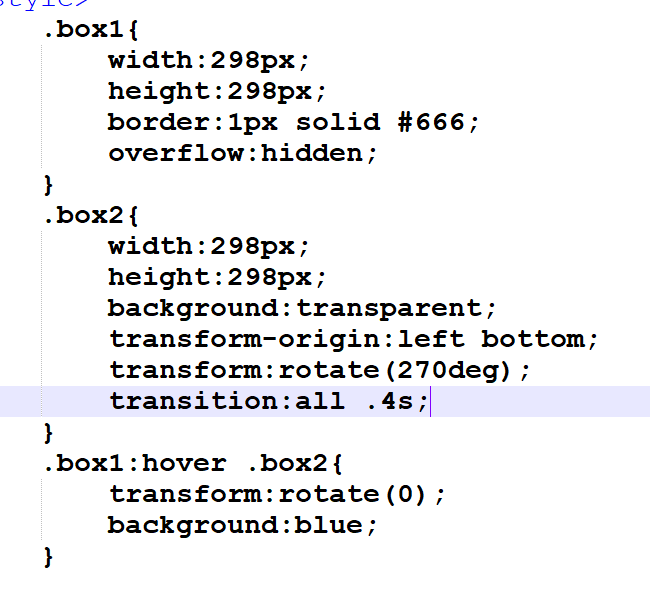 style>
.box1{
width:298px;
height:298px;
border:1px solid #666;
overflow:hidden;
}
.box2{
width:298px;
height:298px;
background:transparent;
transform-origin:left bottom;
transform:rotate(270deg);
transition:all .4s;
}
.box1:hover .box2{
transform:rotate(0);
background:blue;
}